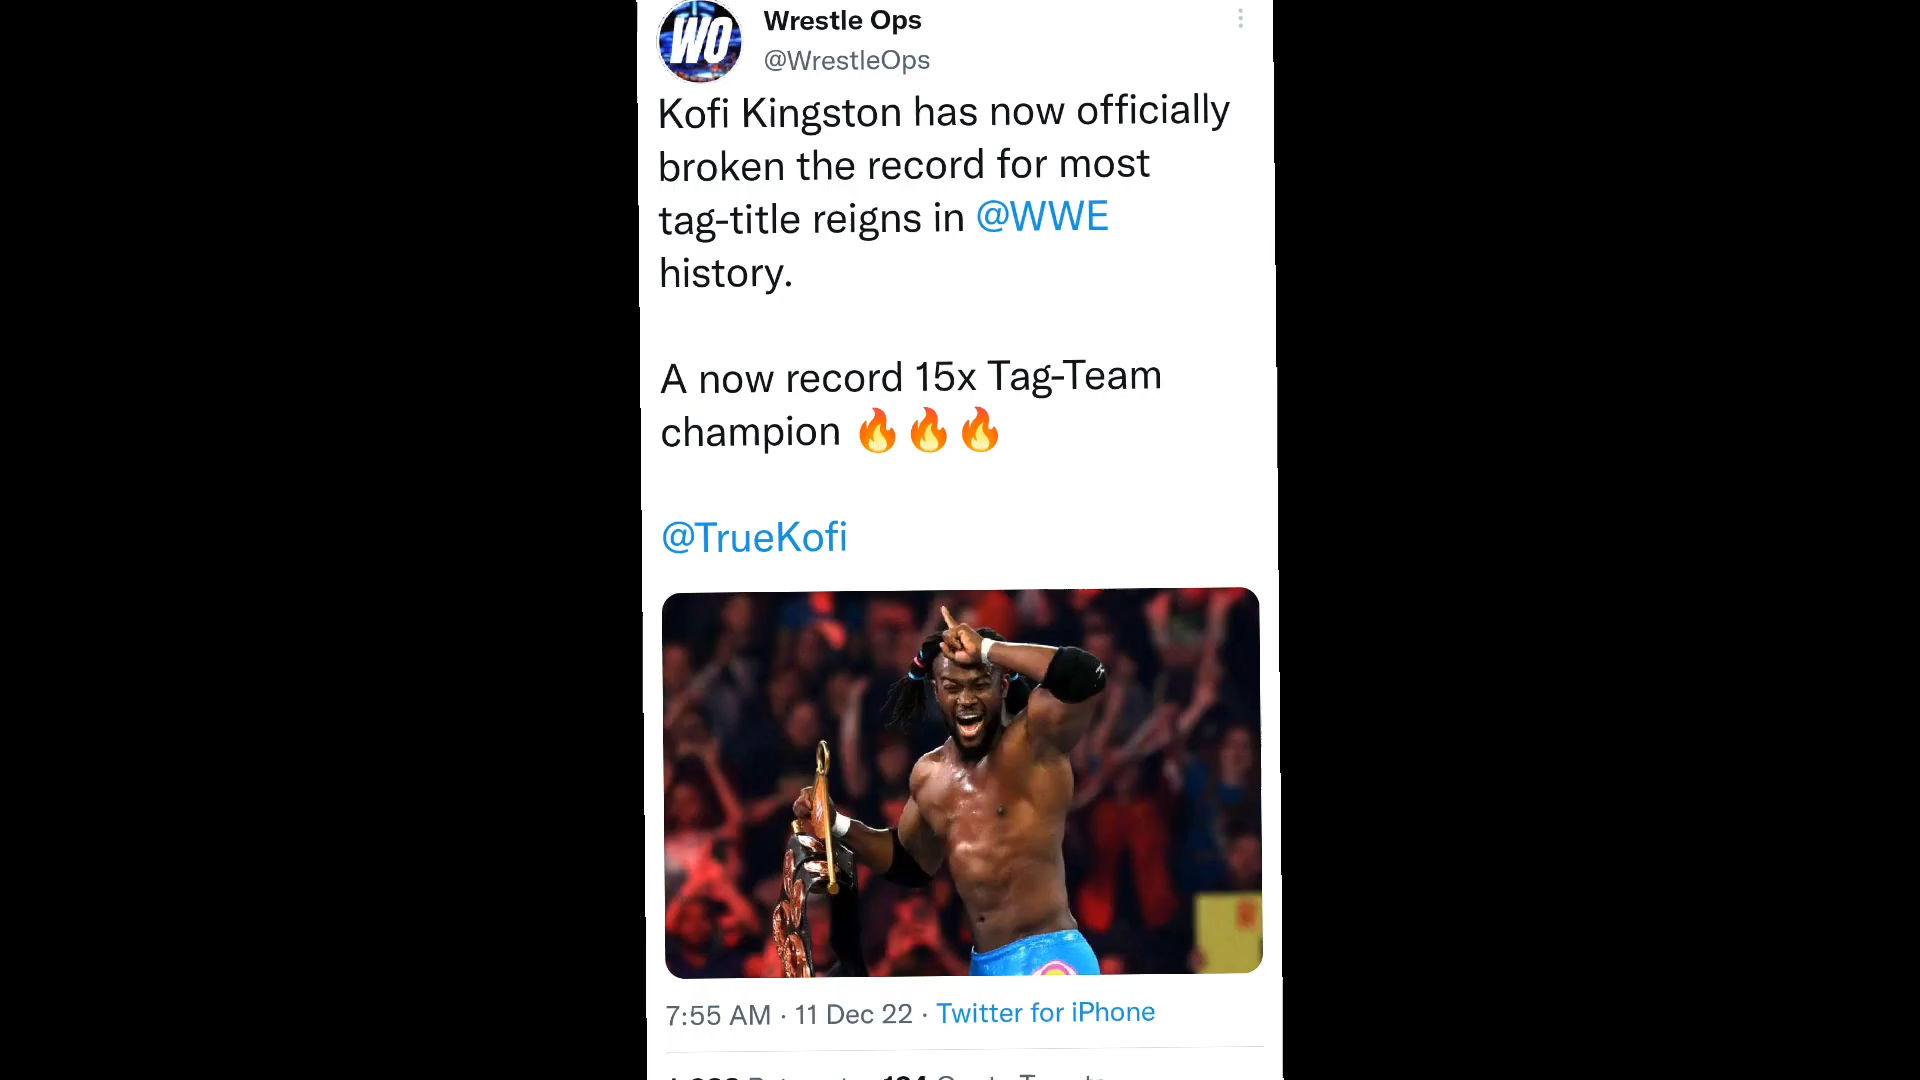 WO
Wrestle Ops
@WrestleOps
Kofi Kingston has now officially
broken the record for most
tag-title reigns in @WWE
history.
A now record 15x Tag-Team
champion 🔥🔥🔥
@TrueKofi
7:55 AM · 11 Dec 22 · Twitter for iPhone